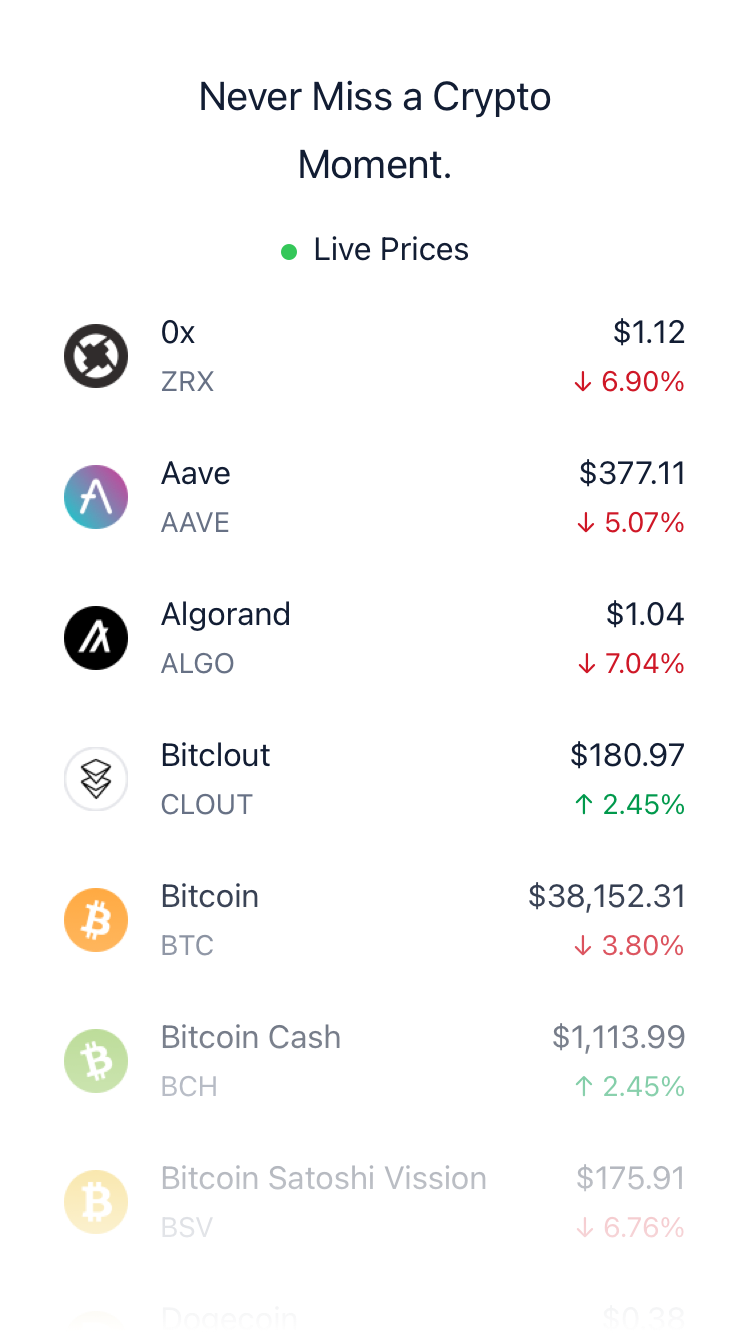 Never Miss a Crypto
Moment.
Live Prices
0x $1.12
ZRX ↓ 6.90%
Aave $377.11
AAVE ↓ 5.07%
Algorand $1.04
ALGO ↓ 7.04%
Bitclout $180.97
CLOUT ↑ 2.45%
Bitcoin $38,152.31
BTC ↓ 3.80%
Bitcoin Cash $1,113.99
BCH ↑ 2.45%
Bitcoin Satoshi Vission $175.91
BSV ↓ 6.76%
Dogecoin $0.38